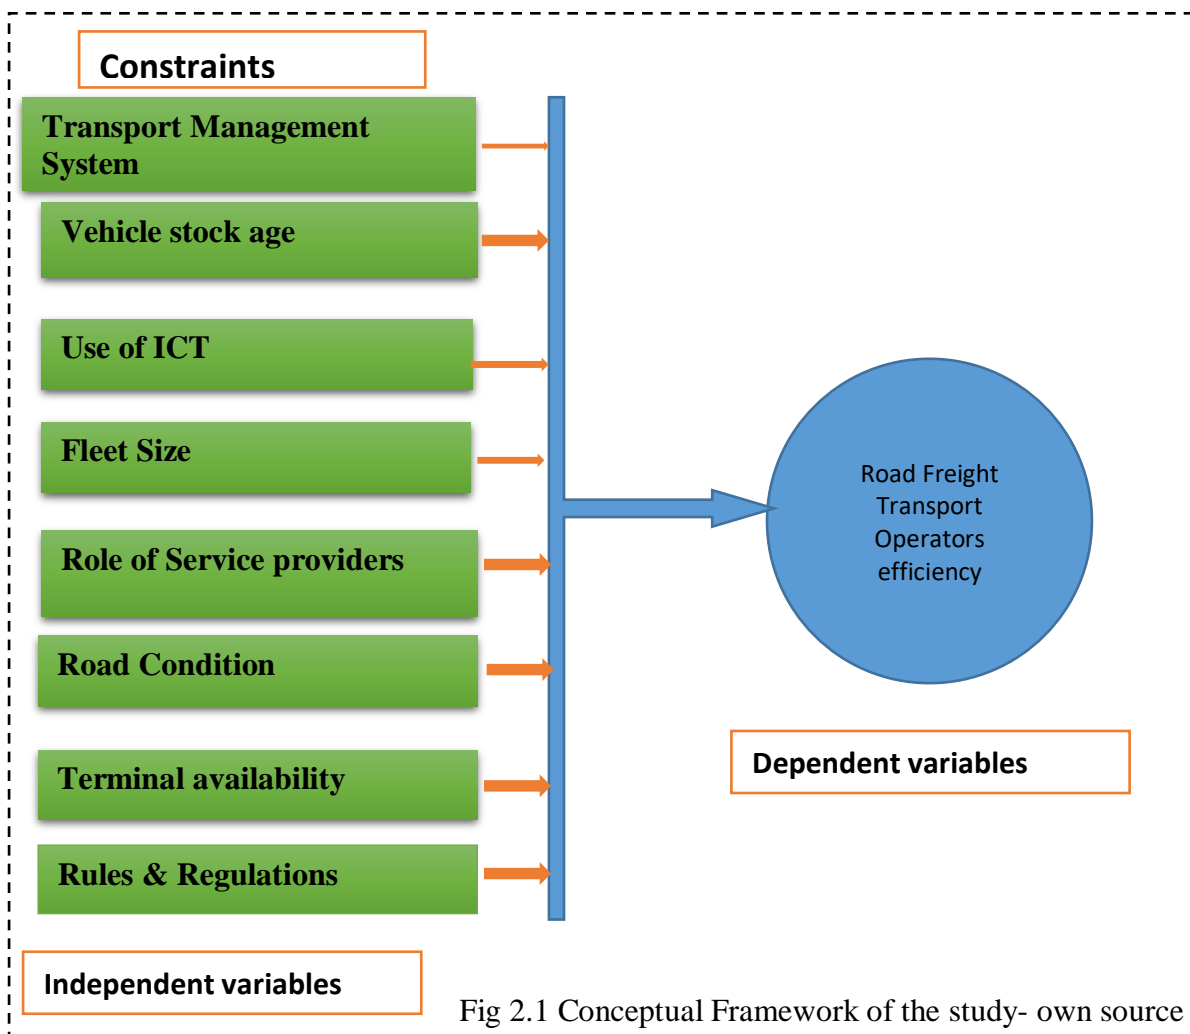 Constraints
Transport Management
System
Vehicle stock age
Use of ICT
Fleet Size
Role of Service providers
Road Condition
Terminal availability
Rules & Regulations
Independent variables
Road Freight
Transport
Operators
efficiency
Dependent variables
Fig 2.1 Conceptual Framework of the study- own source